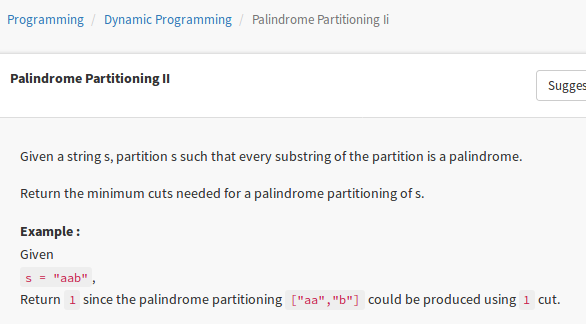 Programming / Dynamic Programming / Palindrome Partitioning Ii
Palindrome Partitioning II
Sugges
Given a string s, partition s such that every substring of the partition is a palindrome.
Return the minimum cuts needed for a palindrome partitioning of s.
Example :
Given
s = "aab",
Return 1 since the palindrome partitioning ["aa","b"] could be produced using 1 cut.